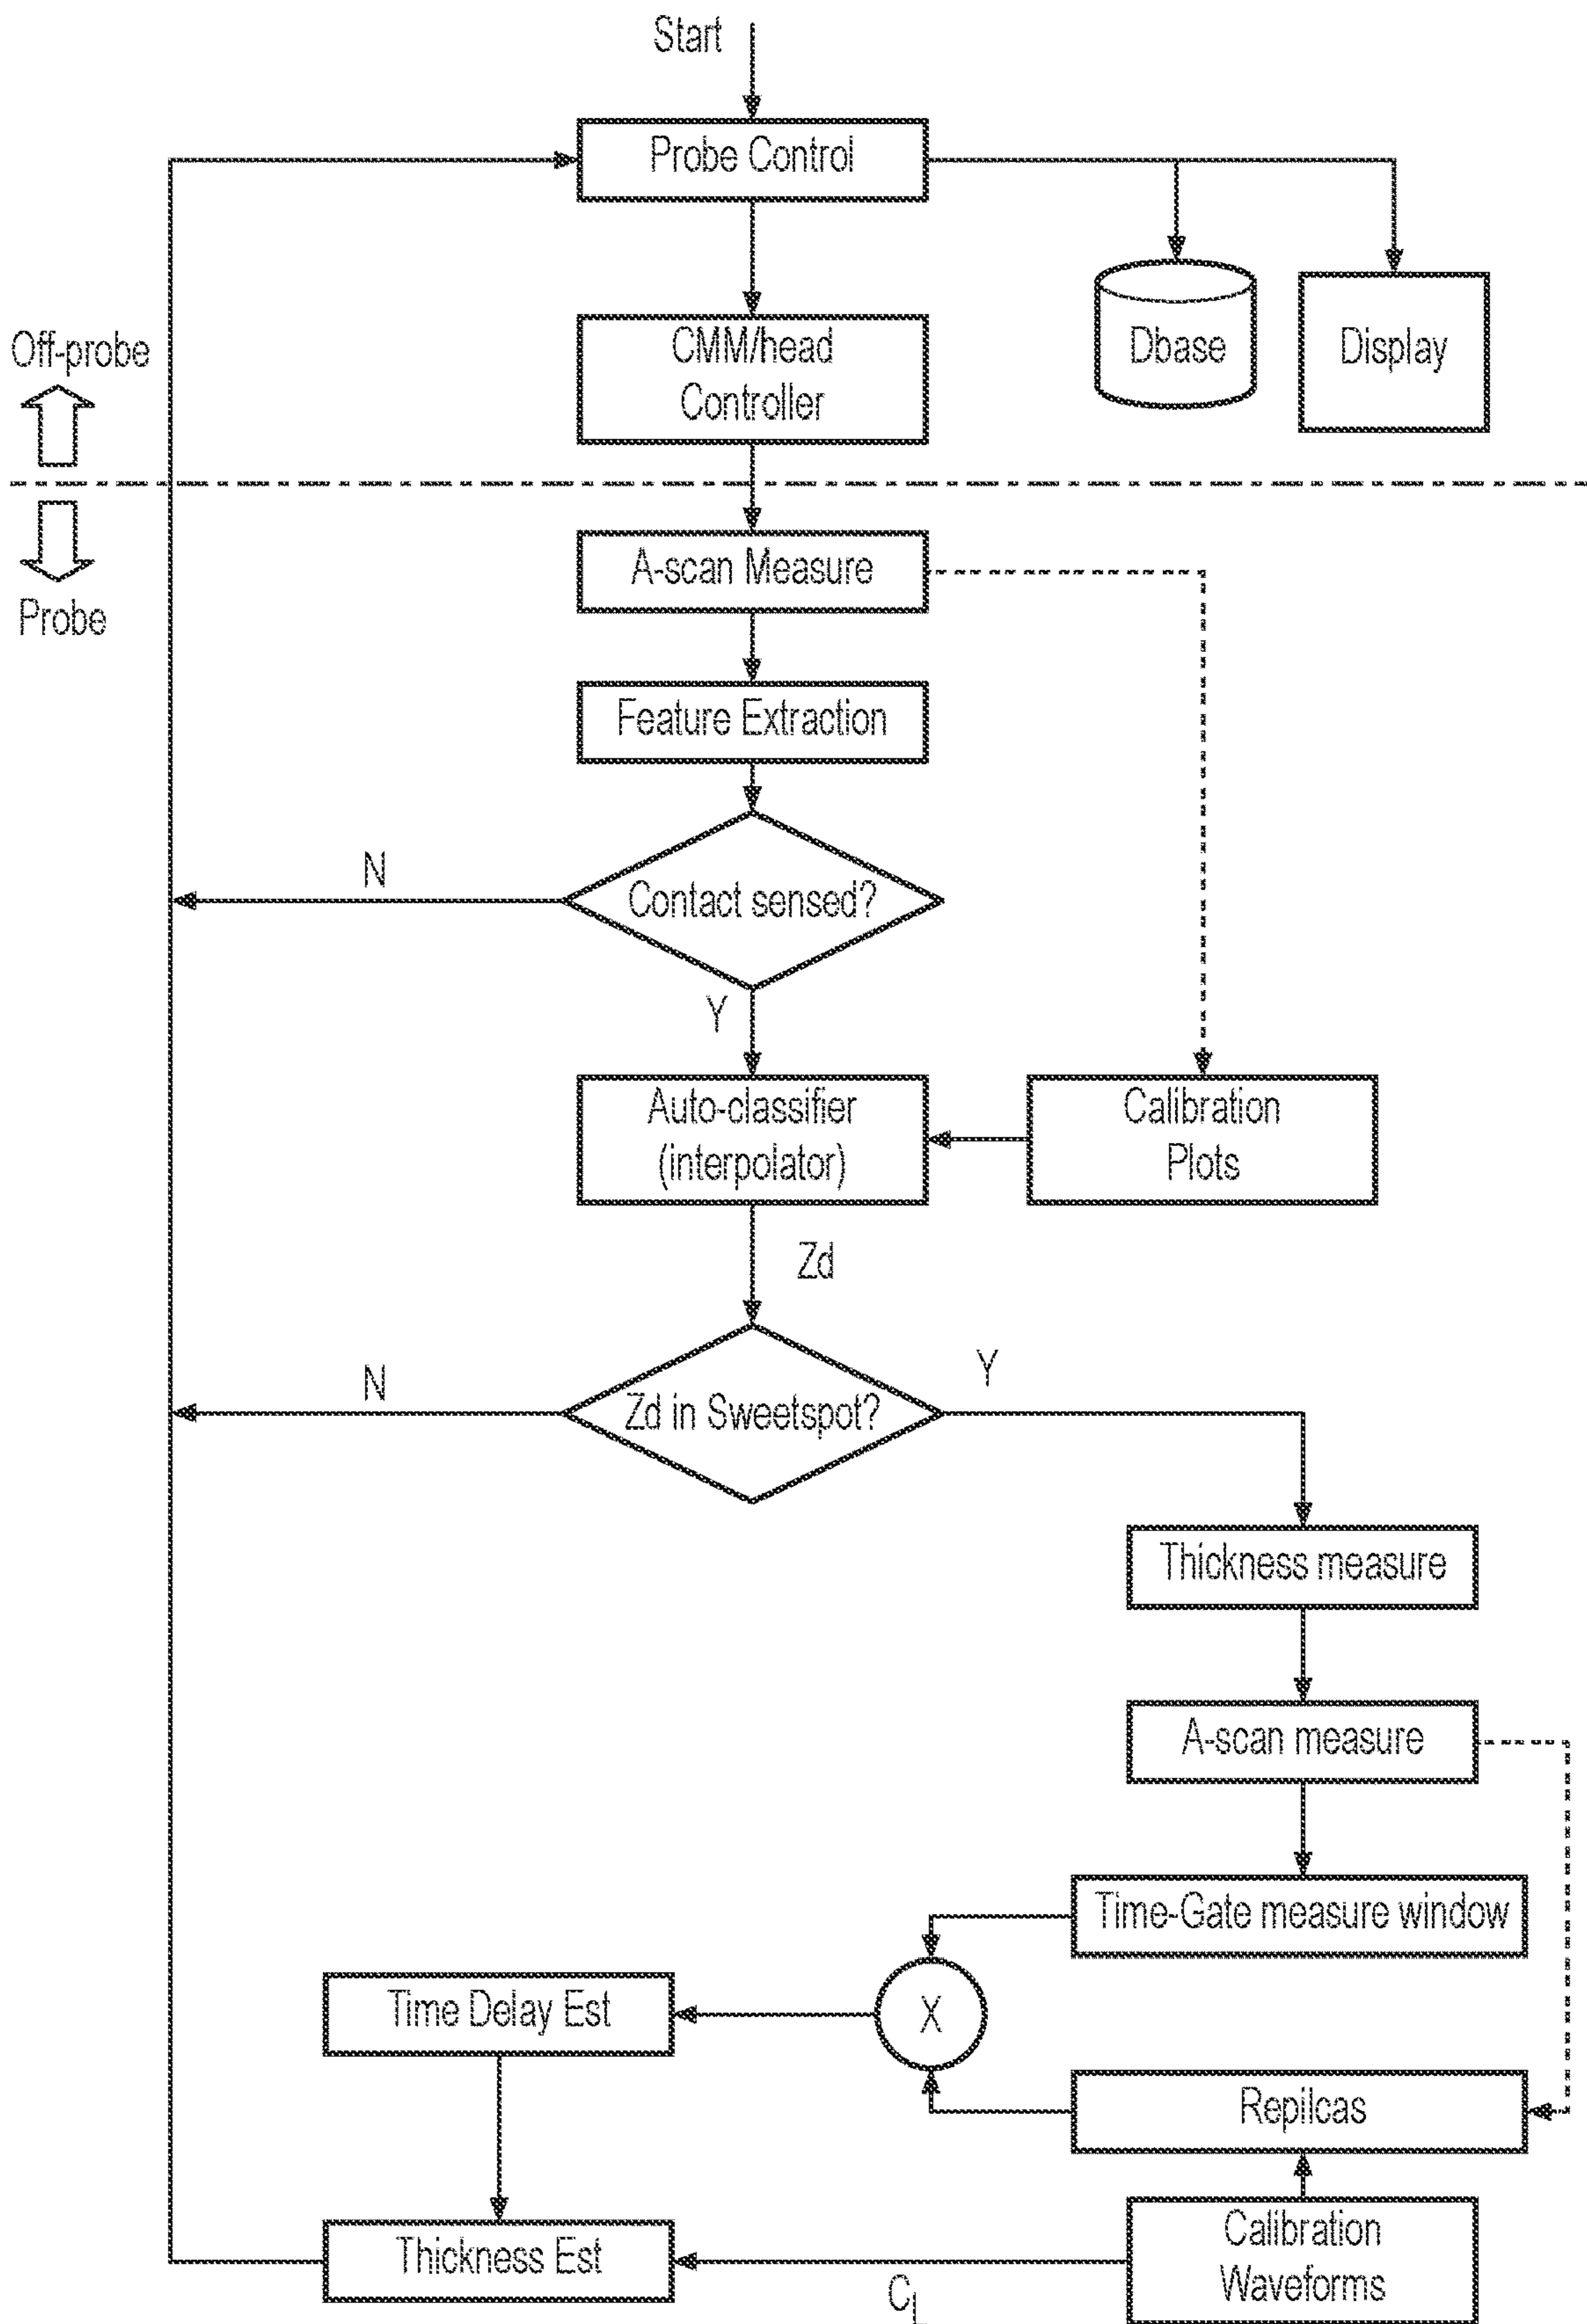 Start
Probe Control
CMM/head
Controller
Dbase
Display
Off-probe
Probe
A-scan Measure
Feature Extraction
Contact sensed?
N
Y
Auto-classifier
(interpolator)
Calibration
Plots
Zd
Zd in Sweetspot?
N
Y
Thickness measure
A-scan measure
Time-Gate measure window
X
Time Delay Est
Repilcas
Thickness Est
CL
Calibration
Waveforms